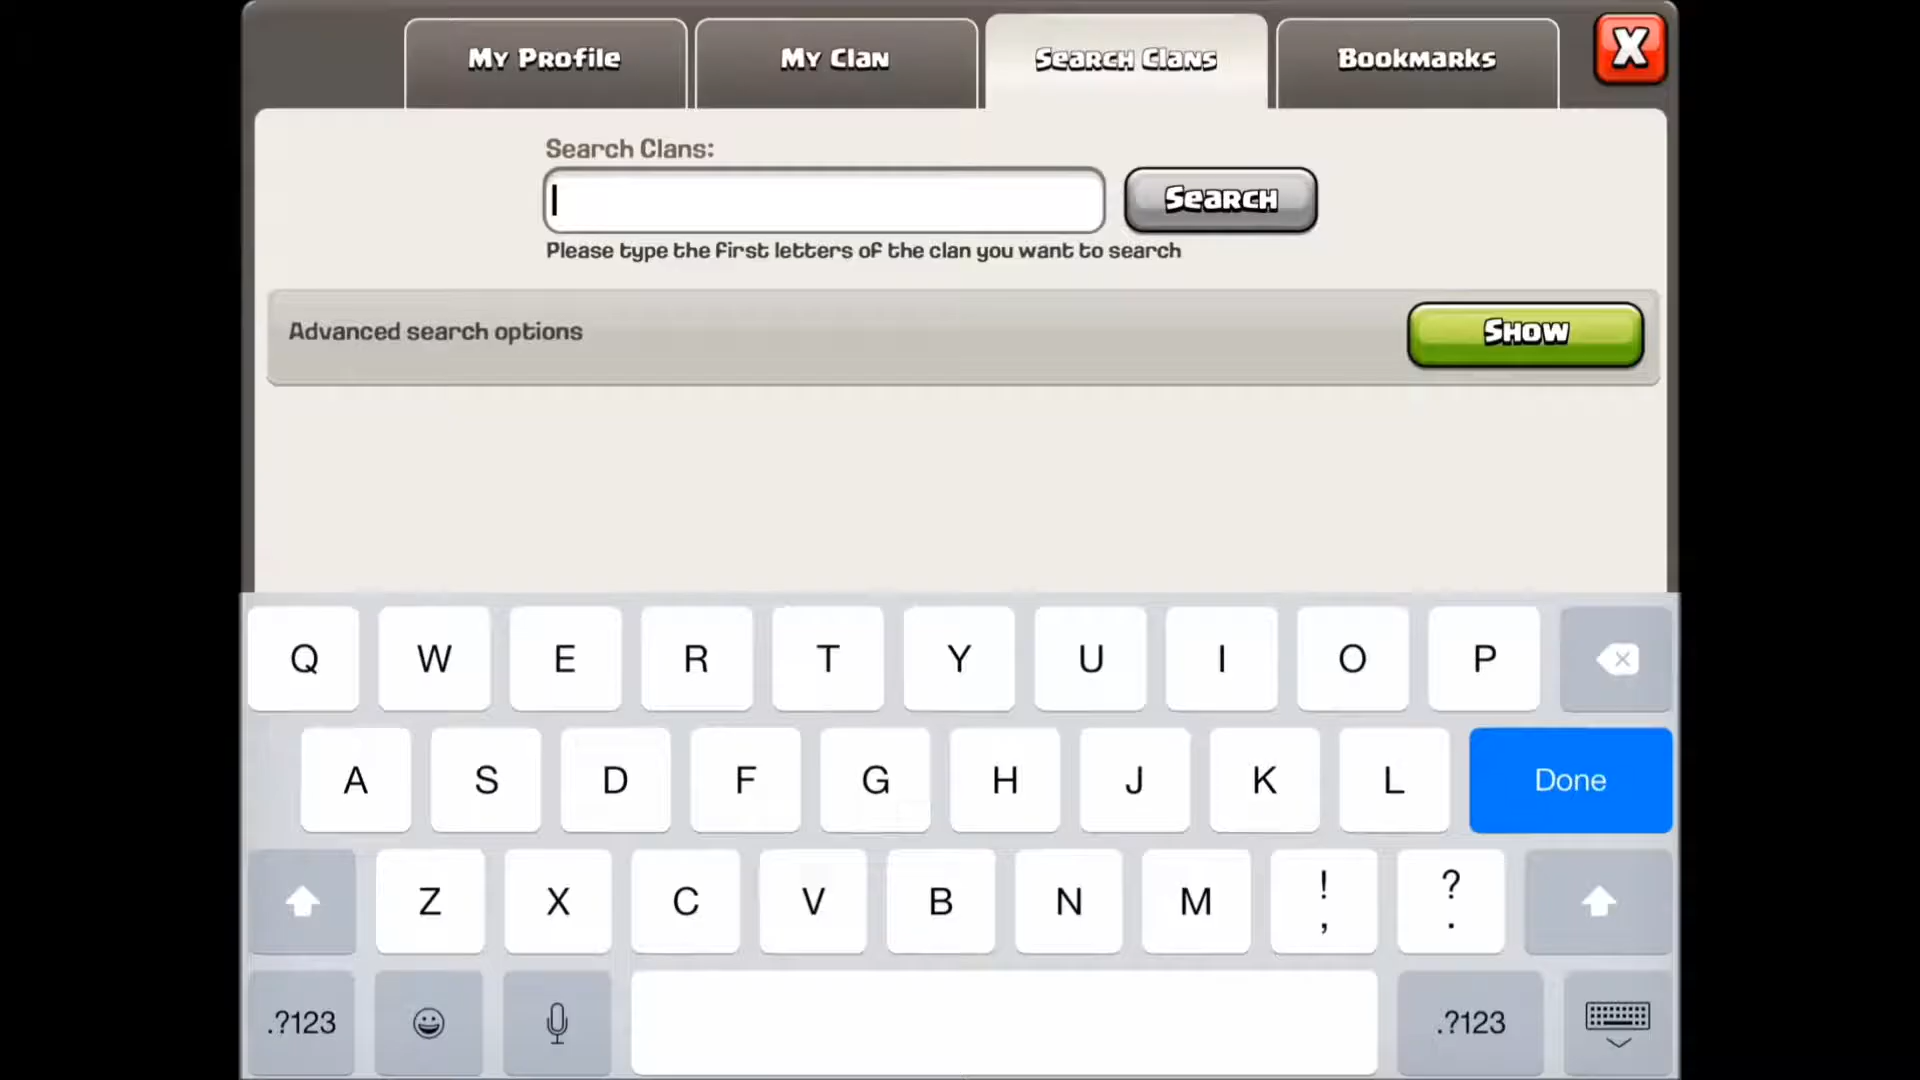 My Profile
My Clan
Search Clans
Bookmarks
X
Search Clans:
Search
Please type the first letters of the clan you want to search
Advanced search options
Show
Q W E R T Y U I O P
A S D F G H J K L Done
Z X C V B N M ! ?
, .
.?123 .?123